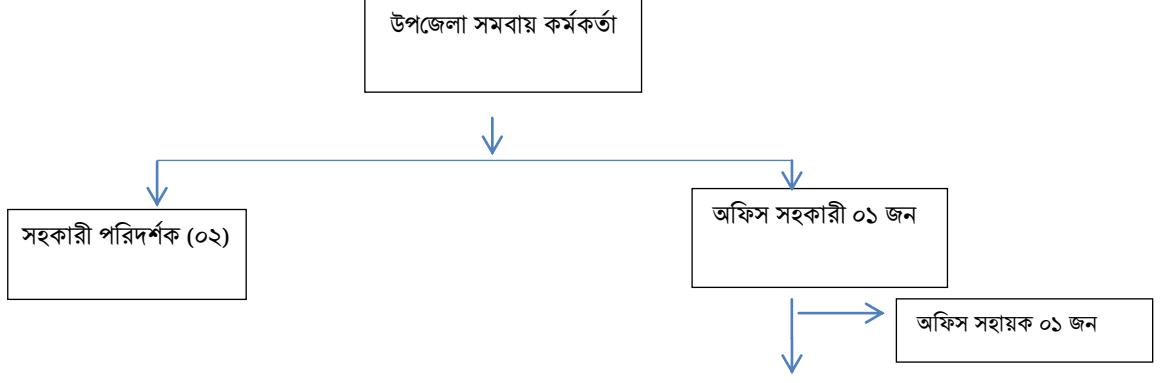 উপজেলা সমবায় কর্মকর্তা
সহকারী পরিদর্শক (০২)
অফিস সহকারী ০১ জন
অফিস সহায়ক ০১ জন